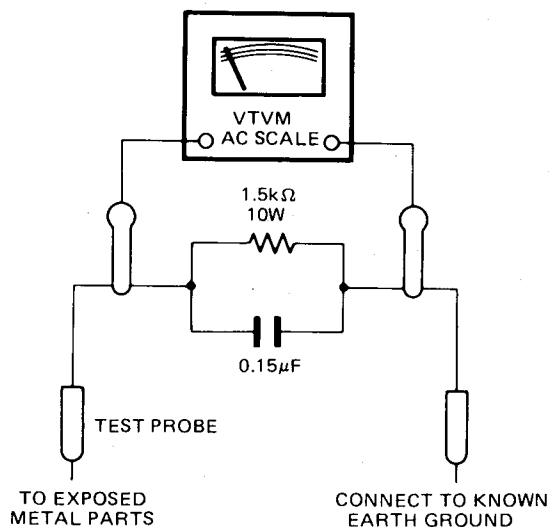 VTVM
AC SCALE
1.5kΩ
10W
0.15μF
TEST PROBE
TO EXPOSED
METAL PARTS
CONNECT TO KNOWN
EARTH GROUND